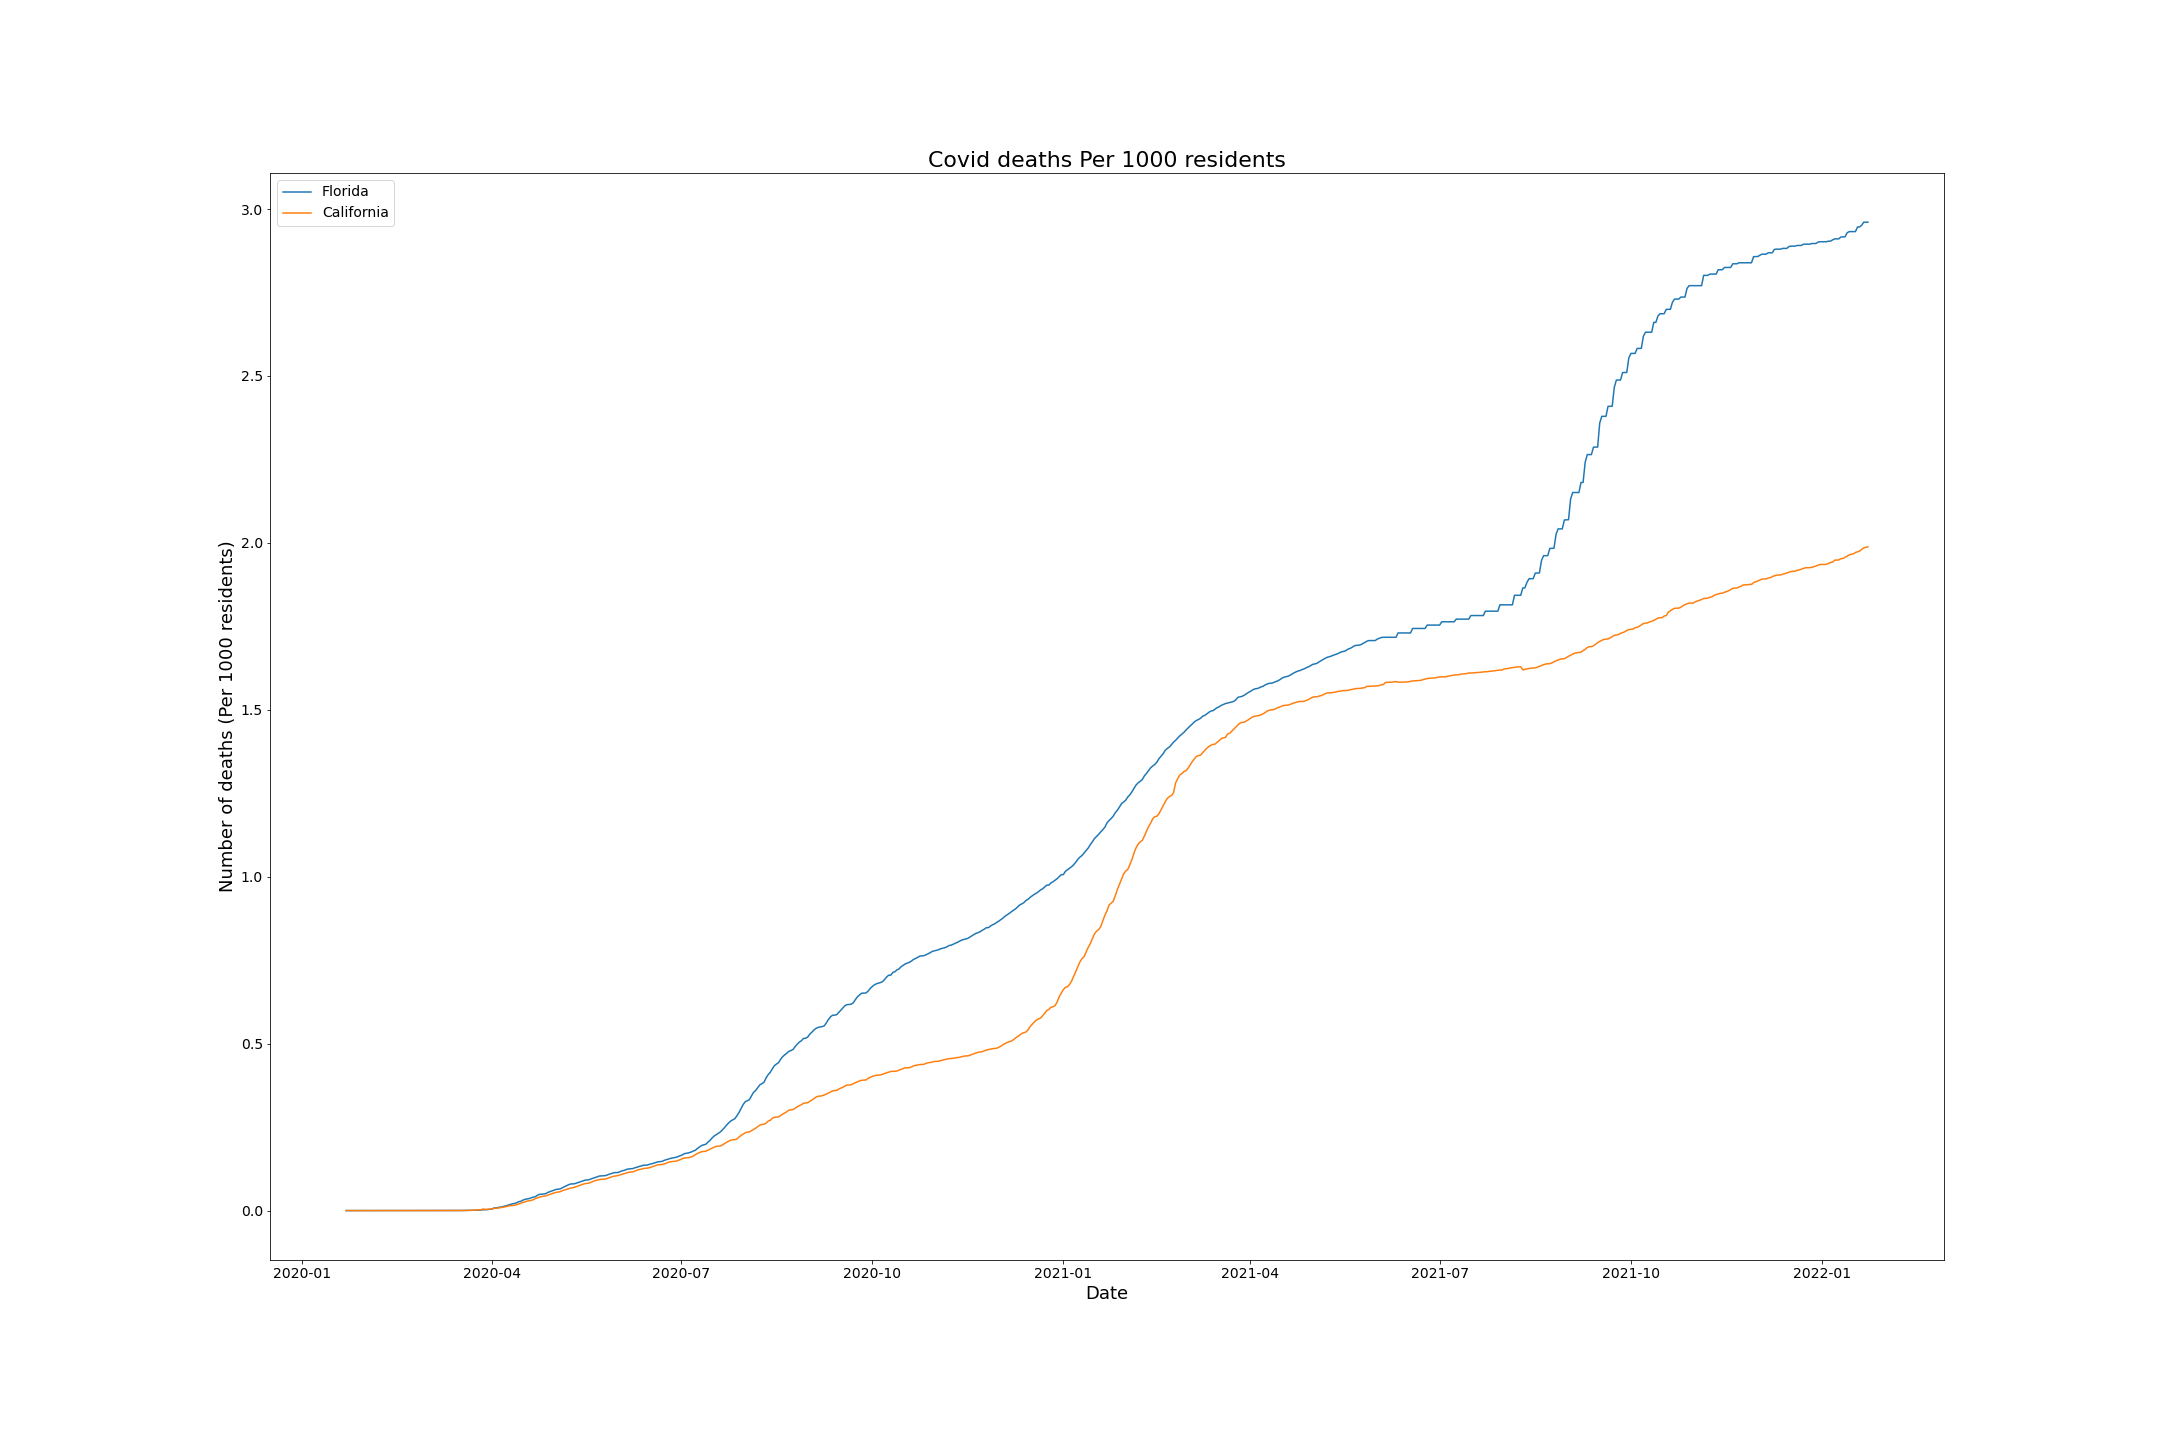 Covid deaths Per 1000 residents
Florida
California
3.0
2.5
2.0
1.5
1.0
0.5
0.0
Number of deaths (Per 1000 residents)
2020-01 2020-04 2020-07 2020-10 2021-01 2021-04 2021-07 2021-10 2022-01
Date